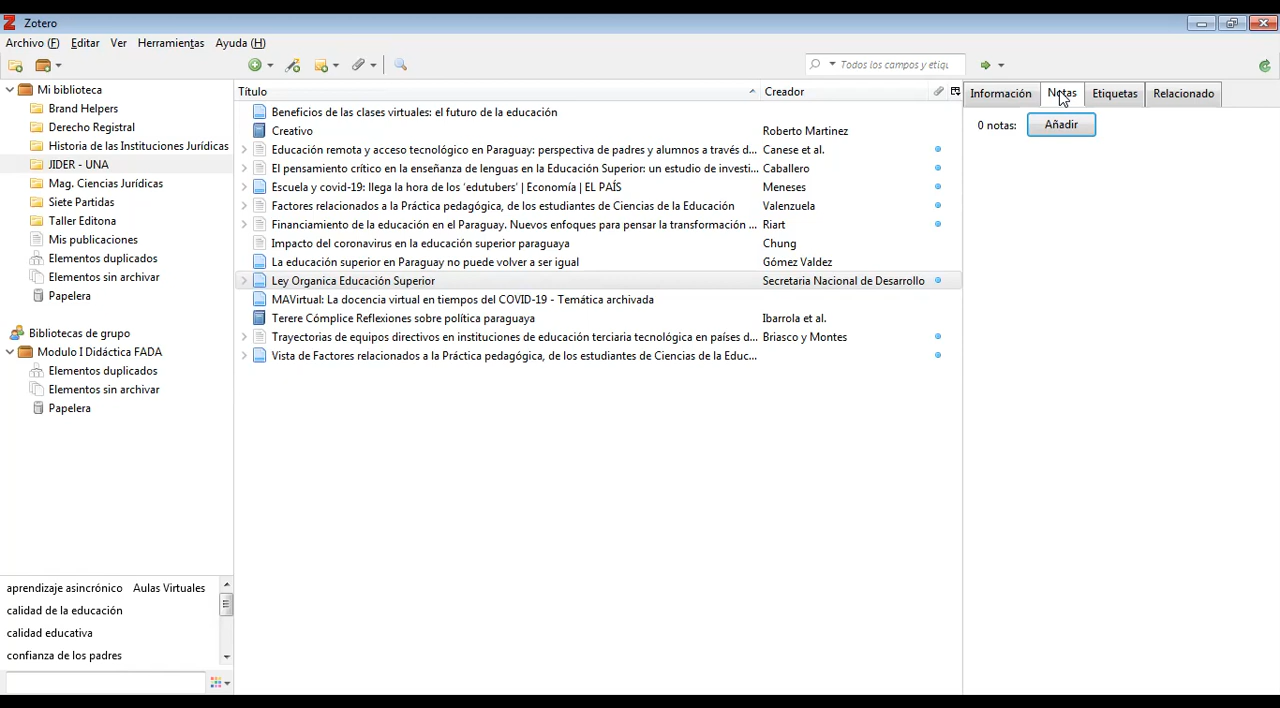 Zotero
Archivo (F) Editar Ver Herramientas Ayuda (H)
Todos los campos y etiqu
Mi biblioteca
Brand Helpers
Derecho Registral
Historia de las Instituciones Jurídicas
JIDER - UNA
Mag. Ciencias Jurídicas
Siete Partidas
Taller Editona
Mis publicaciones
Elementos duplicados
Elementos sin archivar
Papelera
Bibliotecas de grupo
Modulo I Didáctica FADA
Elementos duplicados
Elementos sin archivar
Papelera
aprendizaje asincrónico Aulas Virtuales
calidad de la educación
calidad educativa
confianza de los padres
Título Creador
Beneficios de las clases virtuales: el futuro de la educación
Creativo Roberto Martinez
Educación remota y acceso tecnológico en Paraguay: perspectiva de padres y alumnos a través d... Canese et al.
El pensamiento crítico en la enseñanza de lenguas en la Educación Superior: un estudio de investi... Caballero
Escuela y covid-19: llega la hora de los 'edutubers' | Economía | EL PAÍS Meneses
Factores relacionados a la Práctica pedagógica, de los estudiantes de Ciencias de la Educación Valenzuela
Financiamiento de la educación en el Paraguay. Nuevos enfoques para pensar la transformación ... Riart
Impacto del coronavirus en la educación superior paraguaya Chung
La educación superior en Paraguay no puede volver a ser igual Gómez Valdez
Ley Organica Educación Superior Secretaria Nacional de Desarrollo
MAVirtual: La docencia virtual en tiempos del COVID-19 - Temática archivada
Terere Cómplice Reflexiones sobre política paraguaya Ibarrola et al.
Trayectorias de equipos directivos en instituciones de educación terciaria tecnológico en países d... Briasco y Montes
Vista de Factores relacionados a la Práctica pedagógica, de los estudiantes de Ciencias de la Educ...
Información Notas Etiquetas Relacionado
0 notas: Añadir